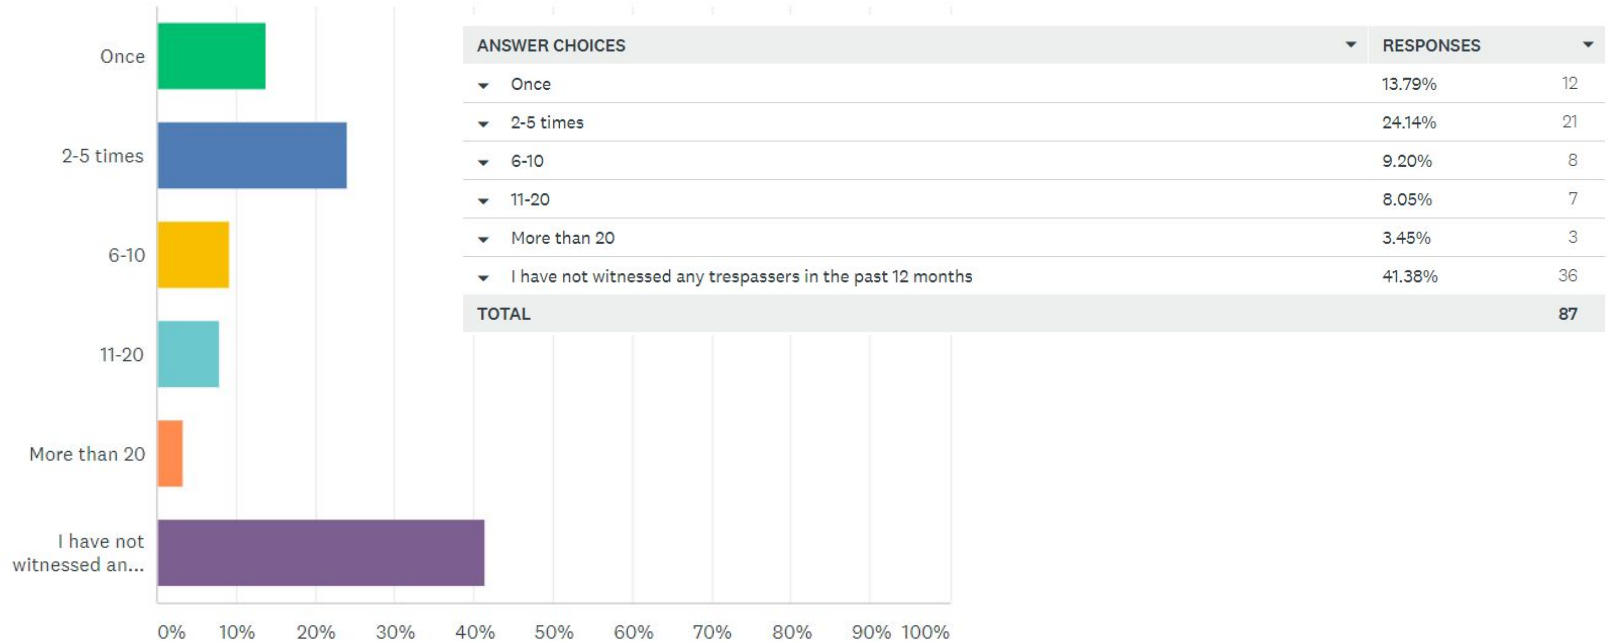 Once
2-5 times
6-10
11-20
More than 20
I have not
witnessed an...
0% 10% 20% 30% 40% 50% 60% 70% 80% 90% 100%
ANSWER CHOICES RESPONSES
Once 13.79% 12
2-5 times 24.14% 21
6-10 9.20% 8
11-20 8.05% 7
More than 20 3.45% 3
I have not witnessed any trespassers in the past 12 months 41.38% 36
TOTAL 87